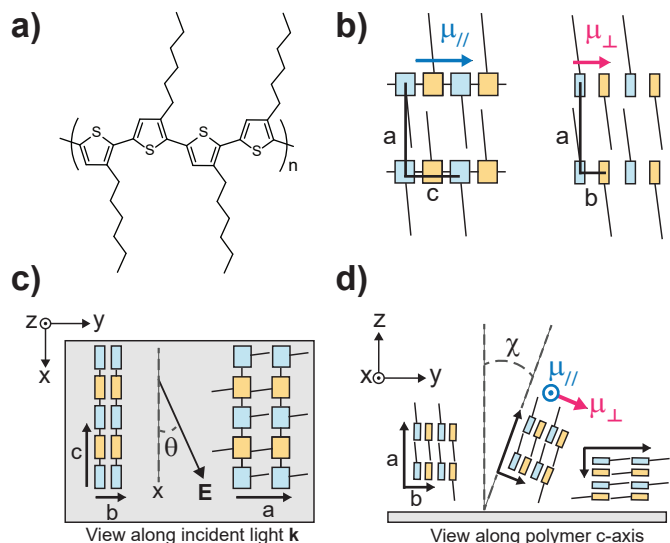 a)
S
S
S
S
n
b)
μ//
μ⊥
a
c
a
b
c)
z
y
x
c
b
x
θ
E
a
View along incident light k
d)
z
x
y
χ
μ//
μ⊥
a
b
View along polymer c-axis